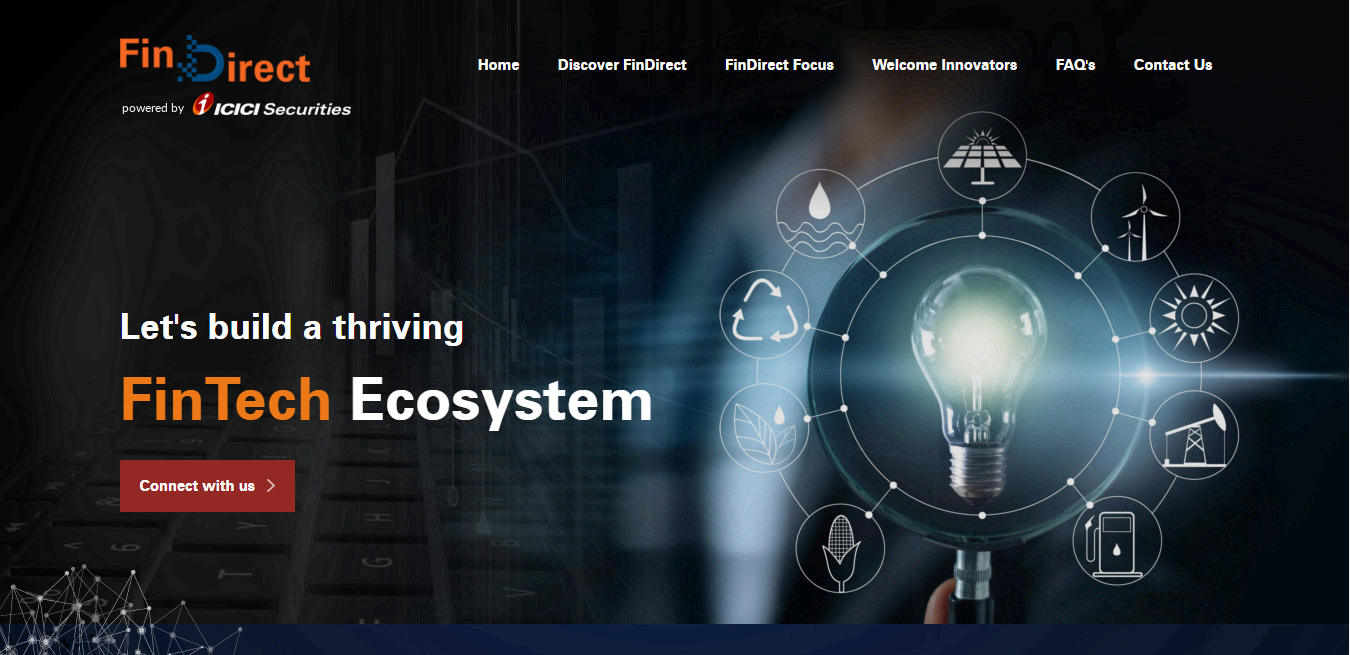 FinDirect
powered by ICICI Securities
Home Discover FinDirect FinDirect Focus Welcome Innovators FAQ's Contact Us
Let's build a thriving
FinTech Ecosystem
Connect with us